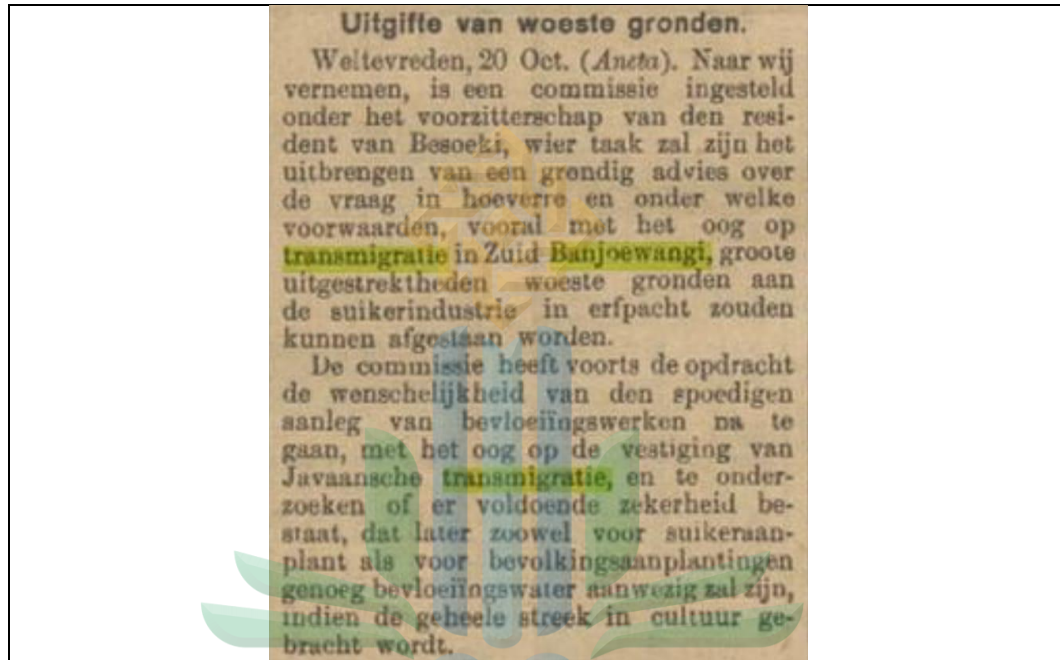 Uitgifte van woeste gronden.
Weltevreden, 20 Oct. (Aneta). Naar wij
vernemen, is een commissie ingesteld
onder het voorzitterschap van den resi-
dent van Besoeki, wier taak zal zijn het
uitbrengen van een grondig advies over
de vraag in hoeverre en onder welke
voorwaarden, vooral met het oog op
transmigratie in Zuid Banjoewangi, groote
uitgestrektheden woeste gronden aan
de suikerindustrie in erfpacht zouden
kunnen afgestaan worden.
De commissie heeft voorts de opdracht
de wenschelijkheid van den spoedigen
aanleg van bevloeiïngswerken na te
gaan, met het oog op de vestiging van
Javaansche transmigratie, en te onder-
zoeken of er voldoende zekerheid be-
staat, dat later zoowel voor suikeraan-
plant als voor bevolkingsaanplantingen
genoeg bevloeiïngswater aanwezig zal zijn,
indien de geheele streek in cultuur ge-
bracht wordt.